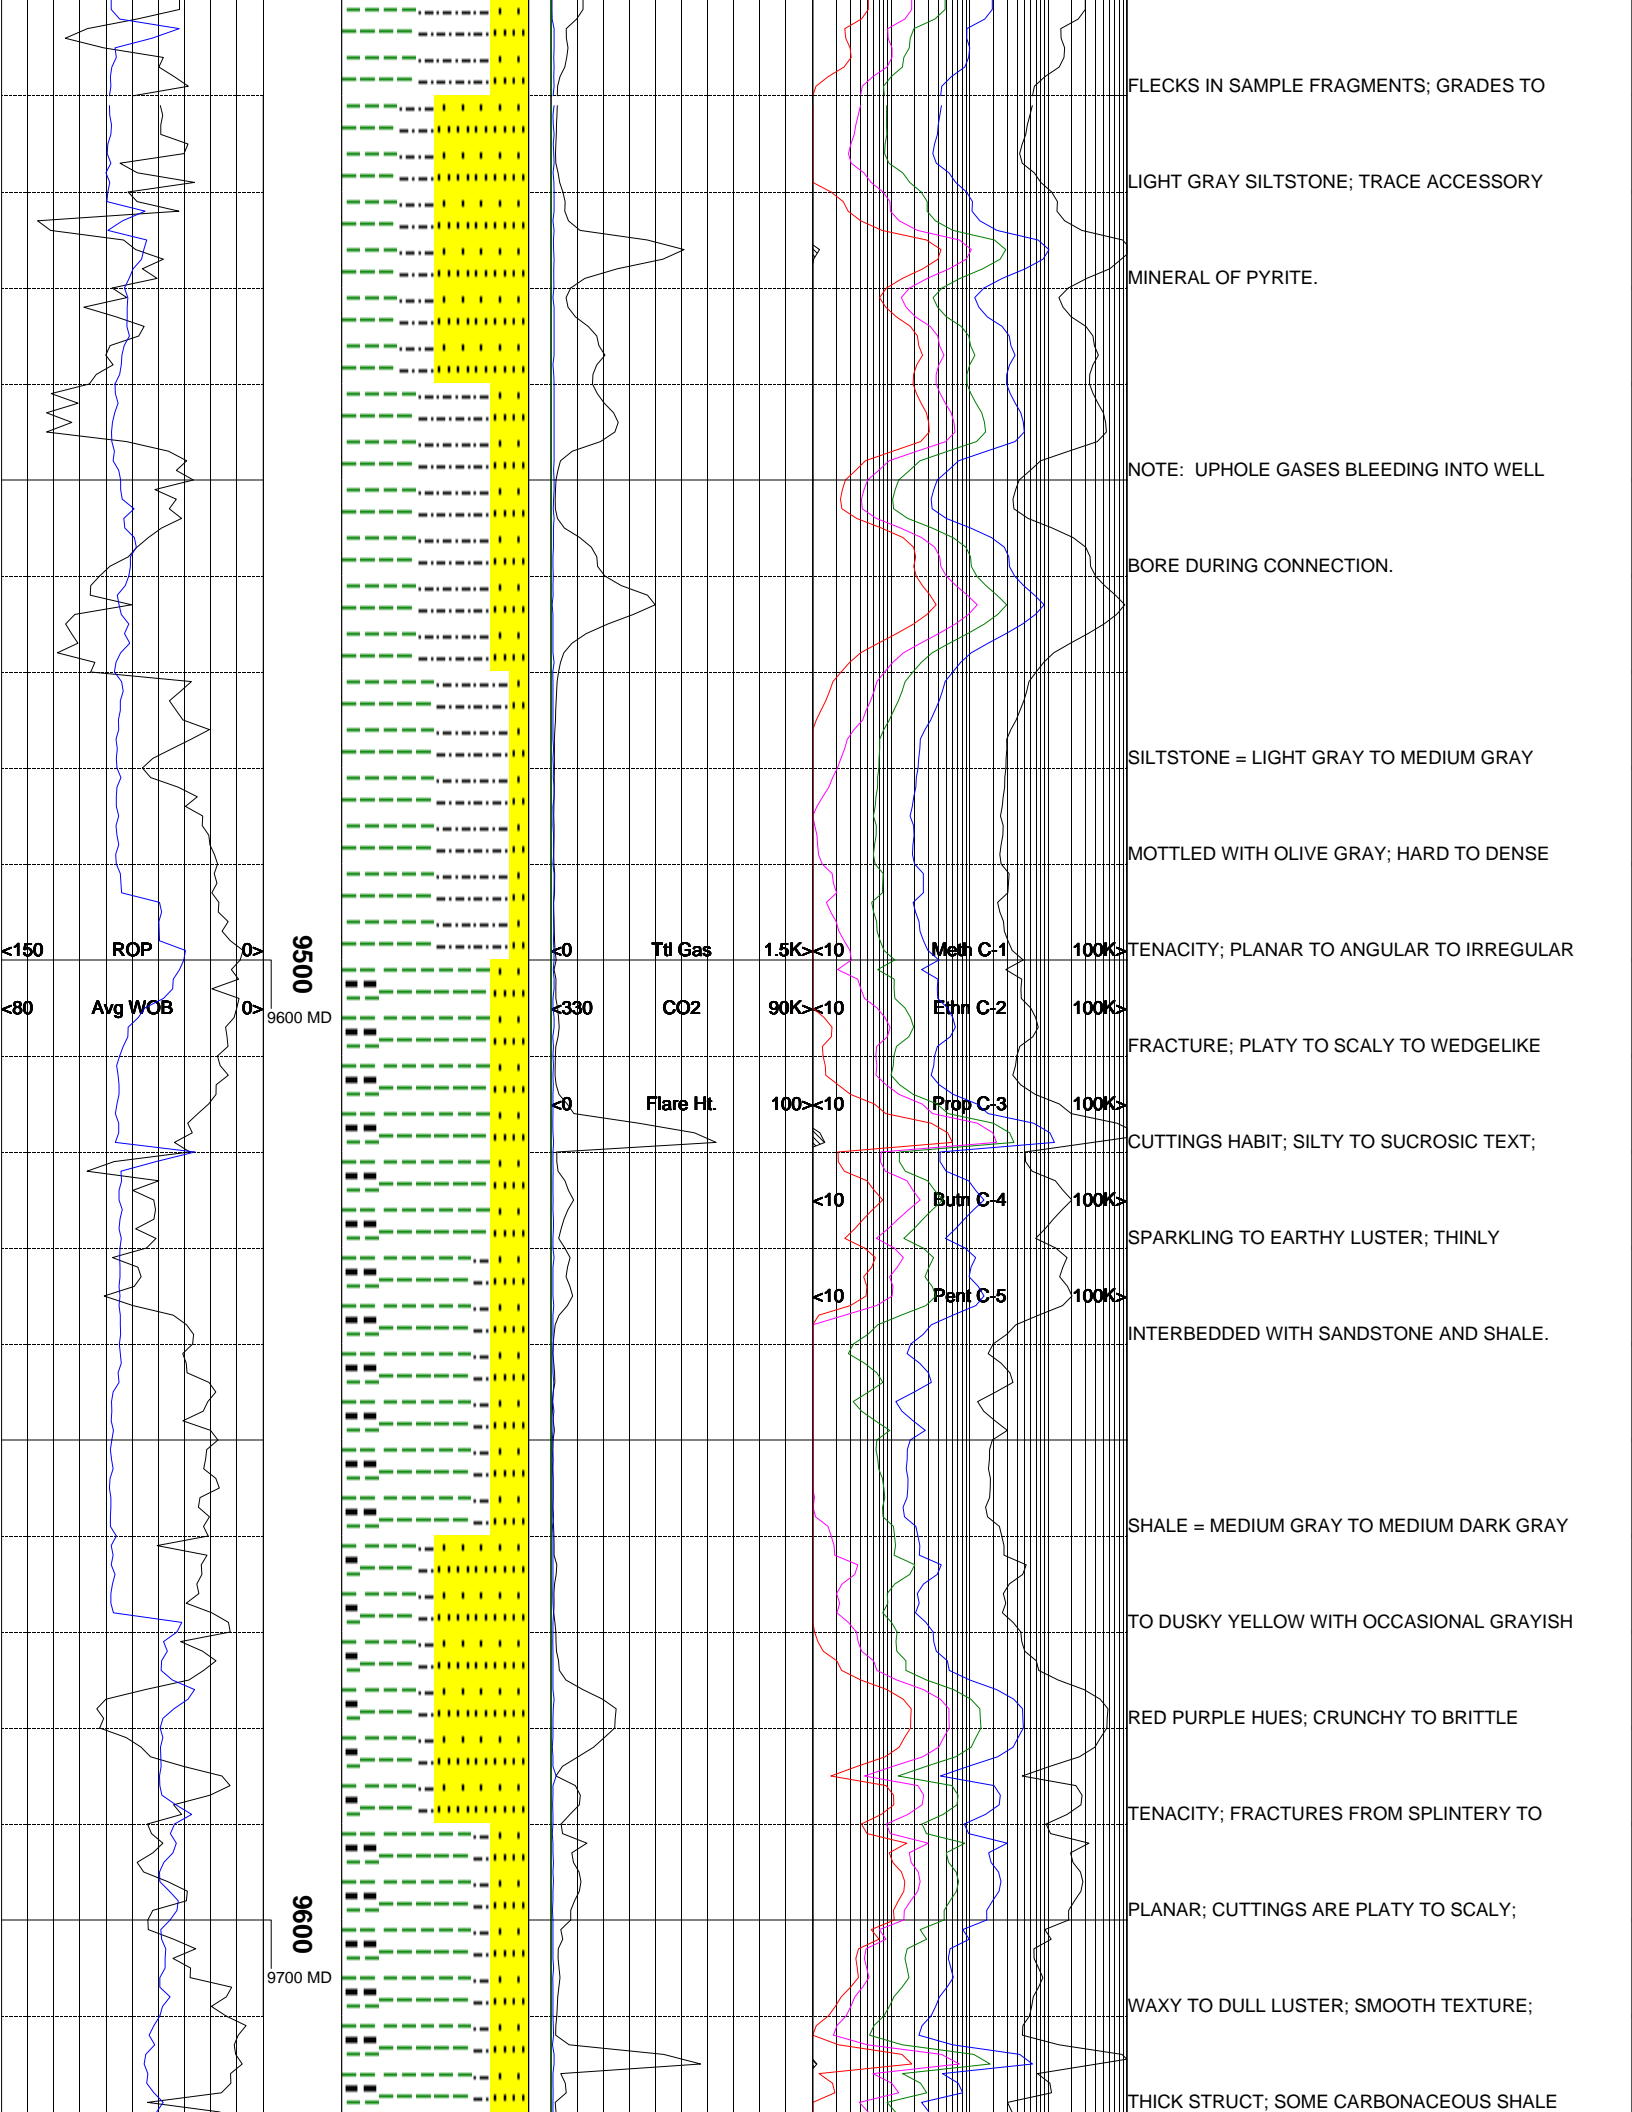 FLECKS IN SAMPLE FRAGMENTS; GRADES TO
LIGHT GRAY SILTSTONE; TRACE ACCESSORY
MINERAL OF PYRITE.
NOTE:  UPHOLE GASES BLEEDING INTO WELL
BORE DURING CONNECTION.
SILTSTONE = LIGHT GRAY TO MEDIUM GRAY
MOTTLED WITH OLIVE GRAY; HARD TO DENSE
<150 ROP 0> 9500 <0 Ttl Gas 1.5K> <10 Meth C-1 100K> TENACITY; PLANAR TO ANGULAR TO IRREGULAR
<80 Avg WOB 0> 9600 MD <330 CO2 90K> <10 Ethn C-2 100K>
FRACTURE; PLATY TO SCALY TO WEDGELIKE
<0 Flare Ht. 100> <10 Prop C-3 100K>
CUTTINGS HABIT; SILTY TO SUCROSIC TEXT;
<10 Butn C-4 100K>
SPARKLING TO EARTHY LUSTER; THINLY
<10 Pent C-5 100K>
INTERBEDDED WITH SANDSTONE AND SHALE.
SHALE = MEDIUM GRAY TO MEDIUM DARK GRAY
TO DUSKY YELLOW WITH OCCASIONAL GRAYISH
RED PURPLE HUES; CRUNCHY TO BRITTLE
TENACITY; FRACTURES FROM SPLINTERY TO
9600 PLANAR; CUTTINGS ARE PLATY TO SCALY;
9700 MD
WAXY TO DULL LUSTER; SMOOTH TEXTURE;
THICK STRUCT; SOME CARBONACEOUS SHALE